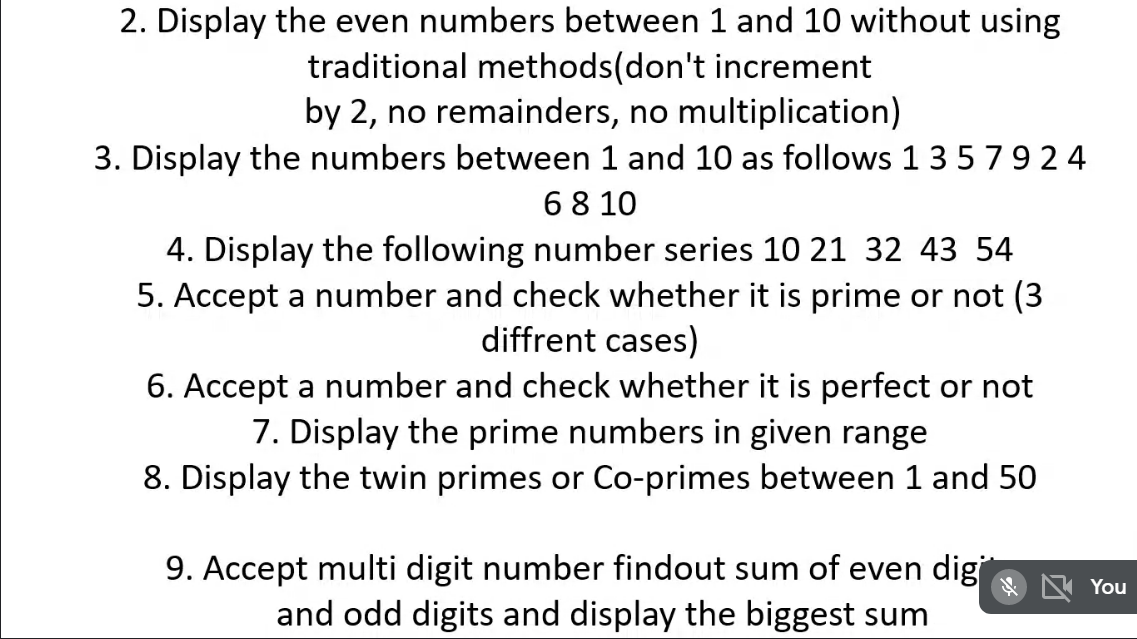 2. Display the even numbers between 1 and 10 without using
traditional methods(don't increment
by 2, no remainders, no multiplication)
3. Display the numbers between 1 and 10 as follows 1 3 5 7 9 2 4
6 8 10
4. Display the following number series 10 21 32 43 54
5. Accept a number and check whether it is prime or not (3
diffrent cases)
6. Accept a number and check whether it is perfect or not
7. Display the prime numbers in given range
8. Display the twin primes or Co-primes between 1 and 50
9. Accept multi digit number findout sum of even
and odd digits and display the biggest sum
You